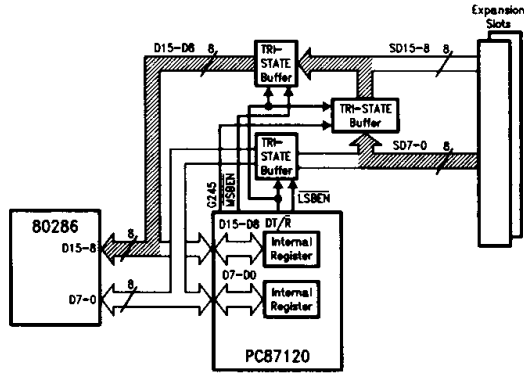 Expansion
Slots
D15-D8
8
TRI-
STATE
Buffer
SD15-8
8
TRI-STATE
Buffer
TRI-
STATE
Buffer
SD7-0
8
G245
MSBEN
LSBEN
80286
D15-8
8
D7-0
8
D15-D8
DT/R
Internal
Register
D7-D0
Internal
Register
PC87120